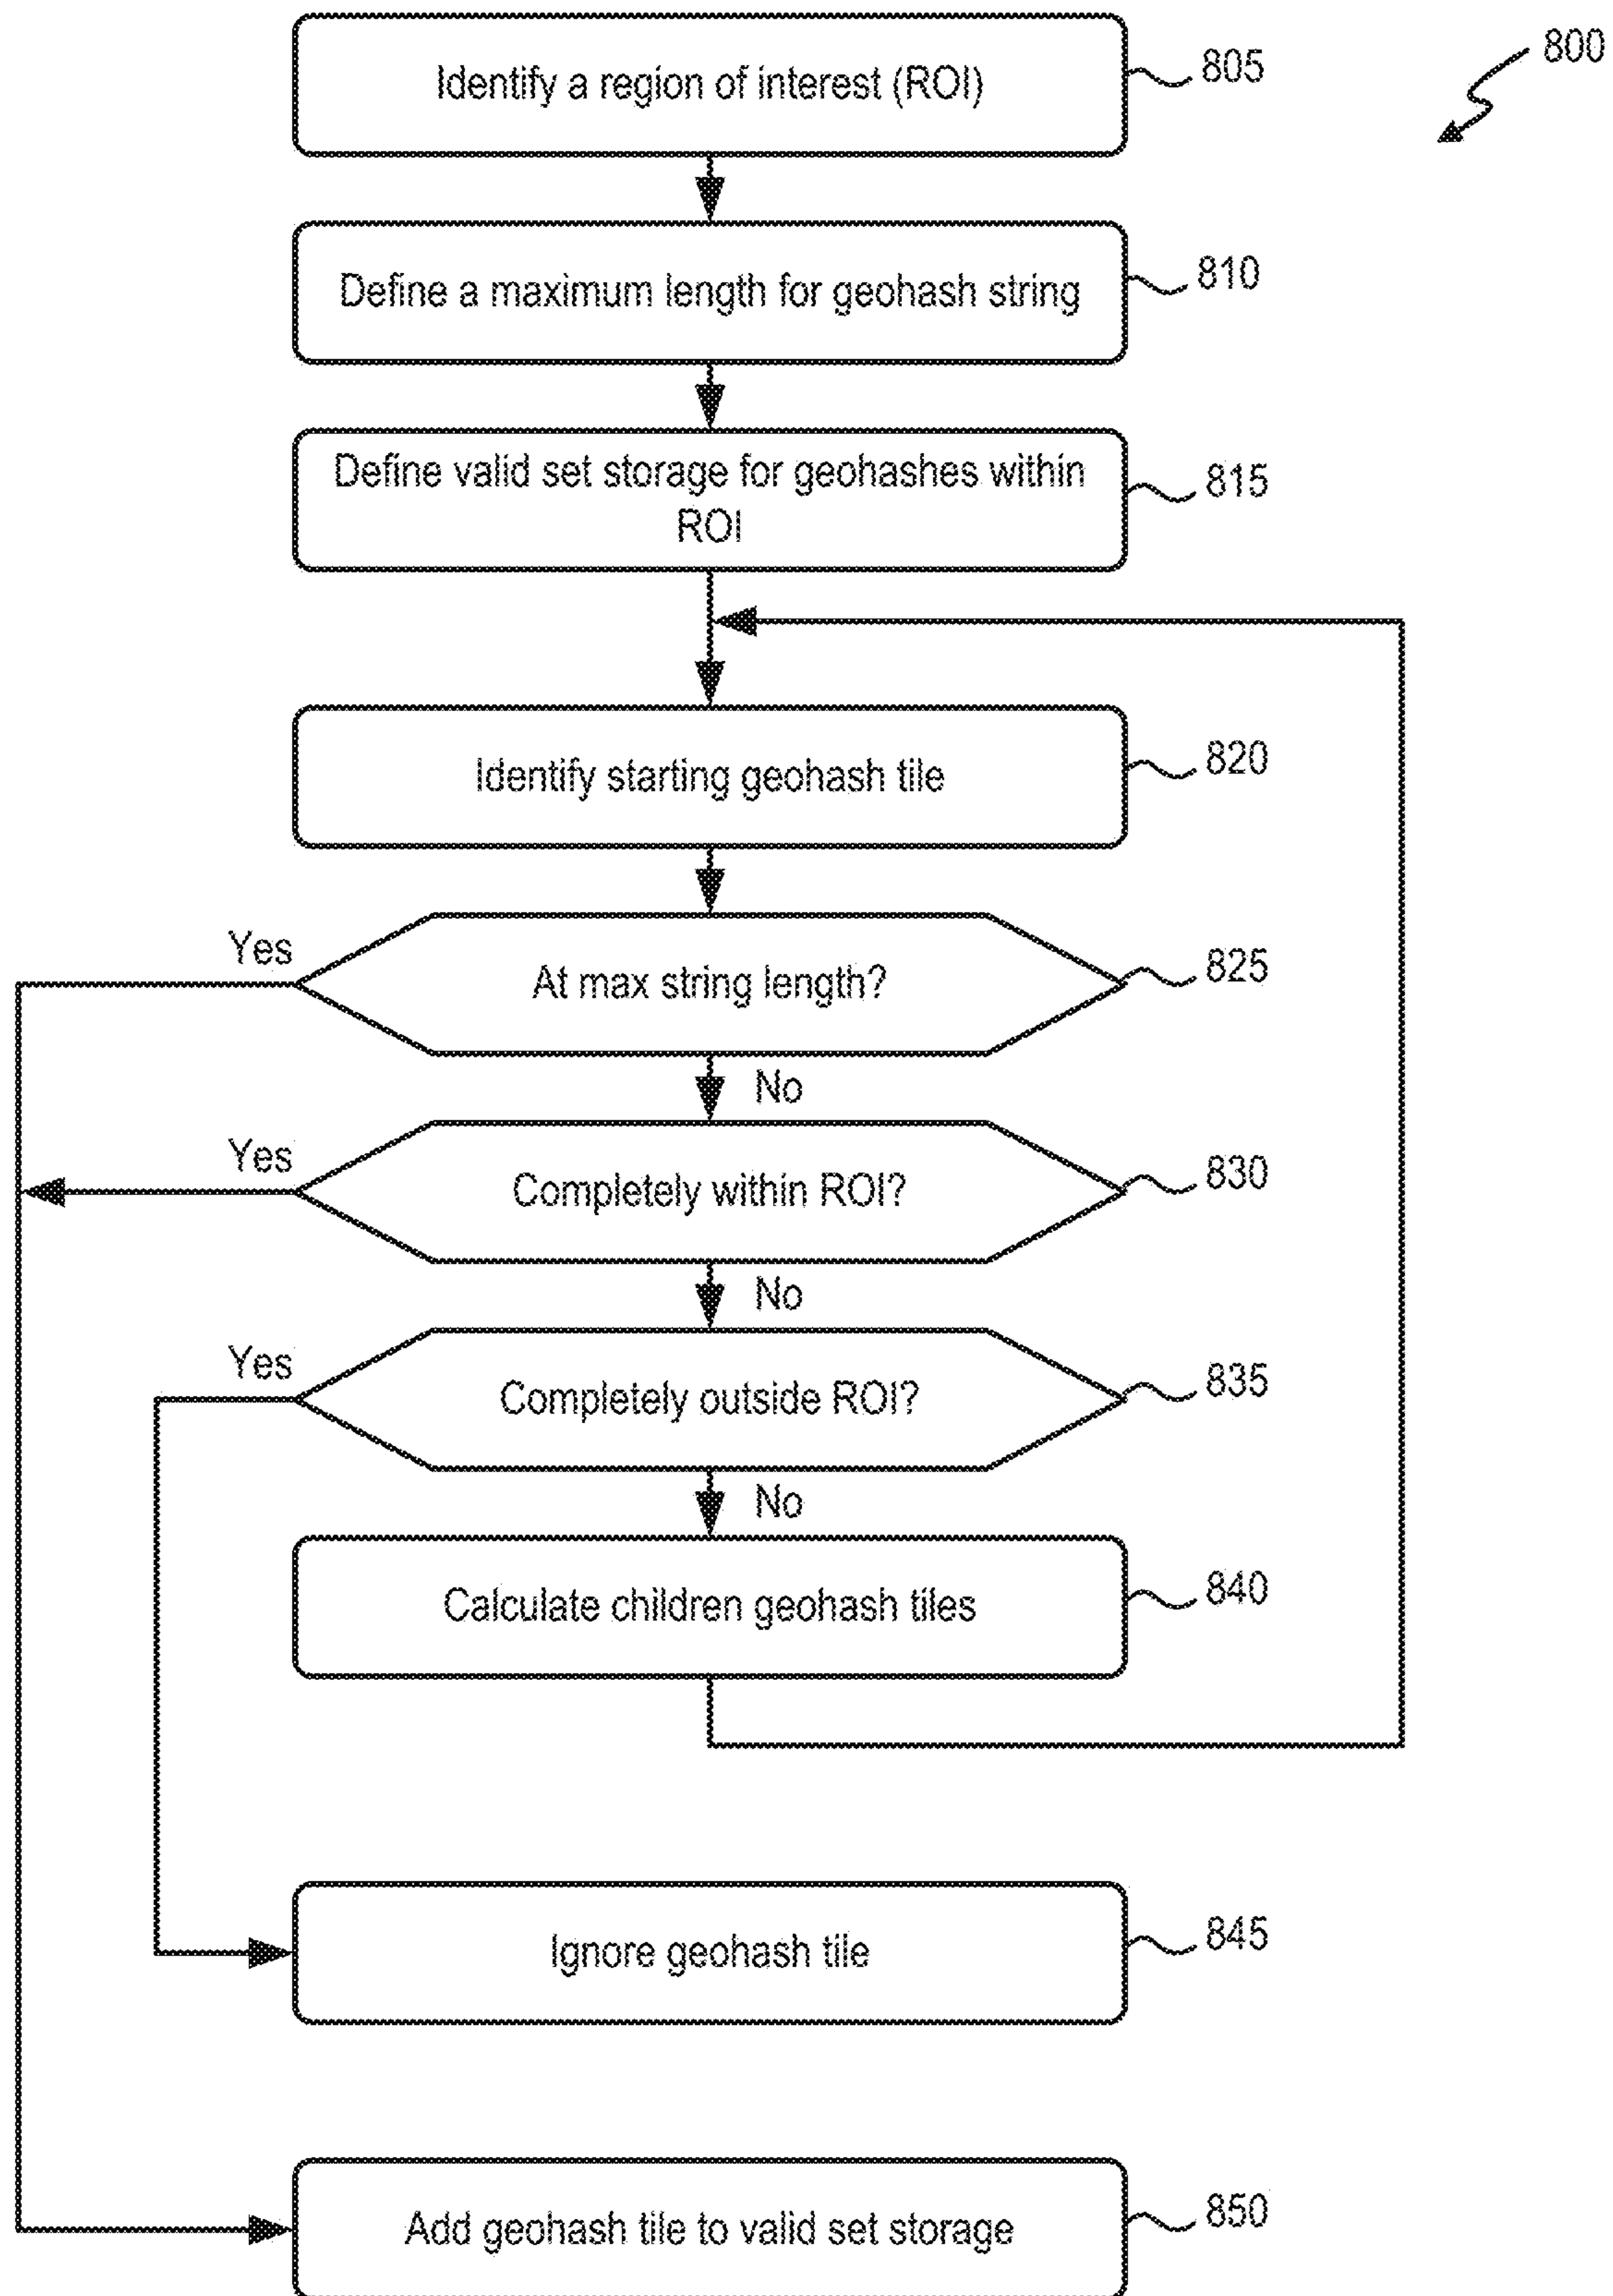 800
Identify a region of interest (ROI)
805
Define a maximum length for geohash string
810
Define valid set storage for geohashes within
ROI
815
Identify starting geohash tile
820
Yes
At max string length?
825
No
Yes
Completely within ROI?
830
No
Yes
Completely outside ROI?
835
No
Calculate children geohash tiles
840
Ignore geohash tile
845
Add geohash tile to valid set storage
850